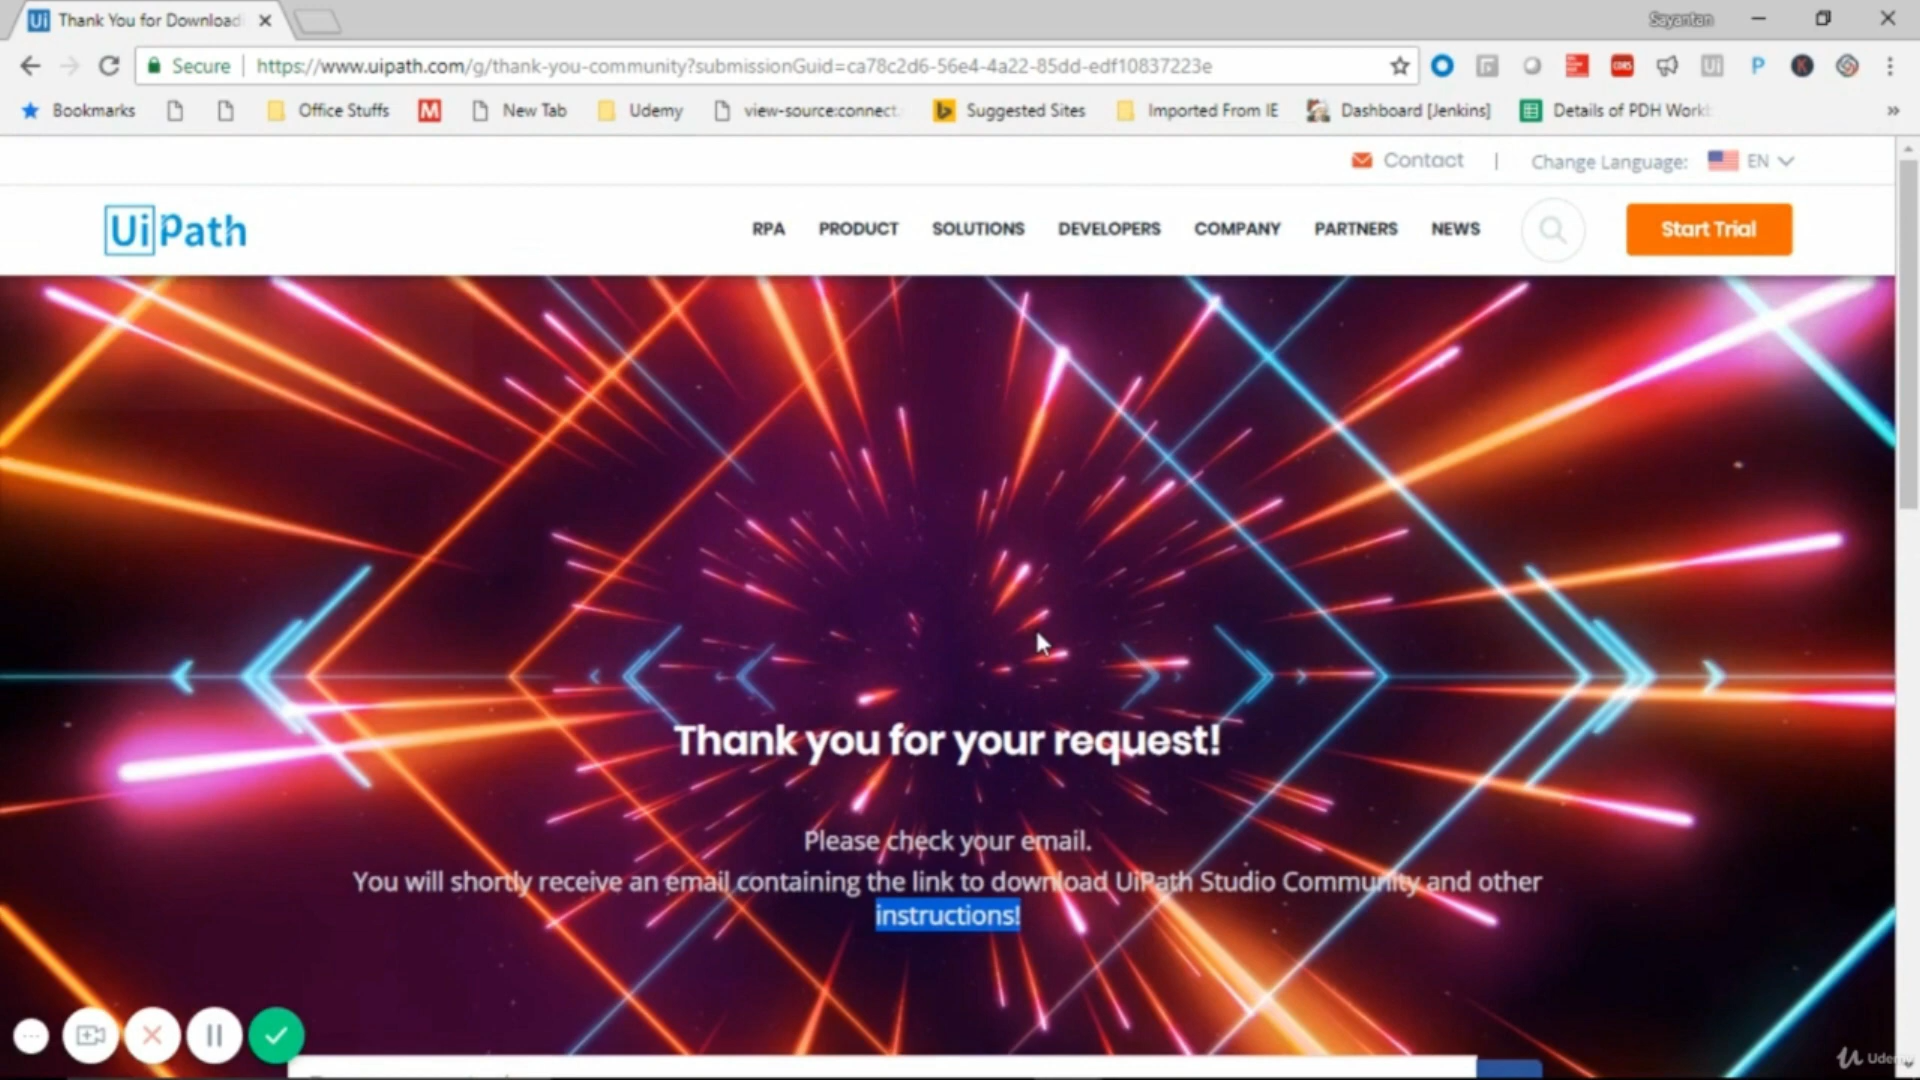 Ui Thank You for Downloadi
Sayantan
Secure https://www.uipath.com/g/thank-you-community?submissionGuid=ca78c2d6-56e4-4a22-85dd-edf10837223e
Bookmarks Office Stuffs M New Tab Udemy view-source:connect. Suggested Sites Imported From IE Dashboard [Jenkins] Details of PDH Work
Contact | Change Language: EN
UiPath RPA PRODUCT SOLUTIONS DEVELOPERS COMPANY PARTNERS NEWS Start Trial
Thank you for your request!
Please check your email.
You will shortly receive an email containing the link to download UiPath Studio Community and other
instructions!
Udemy